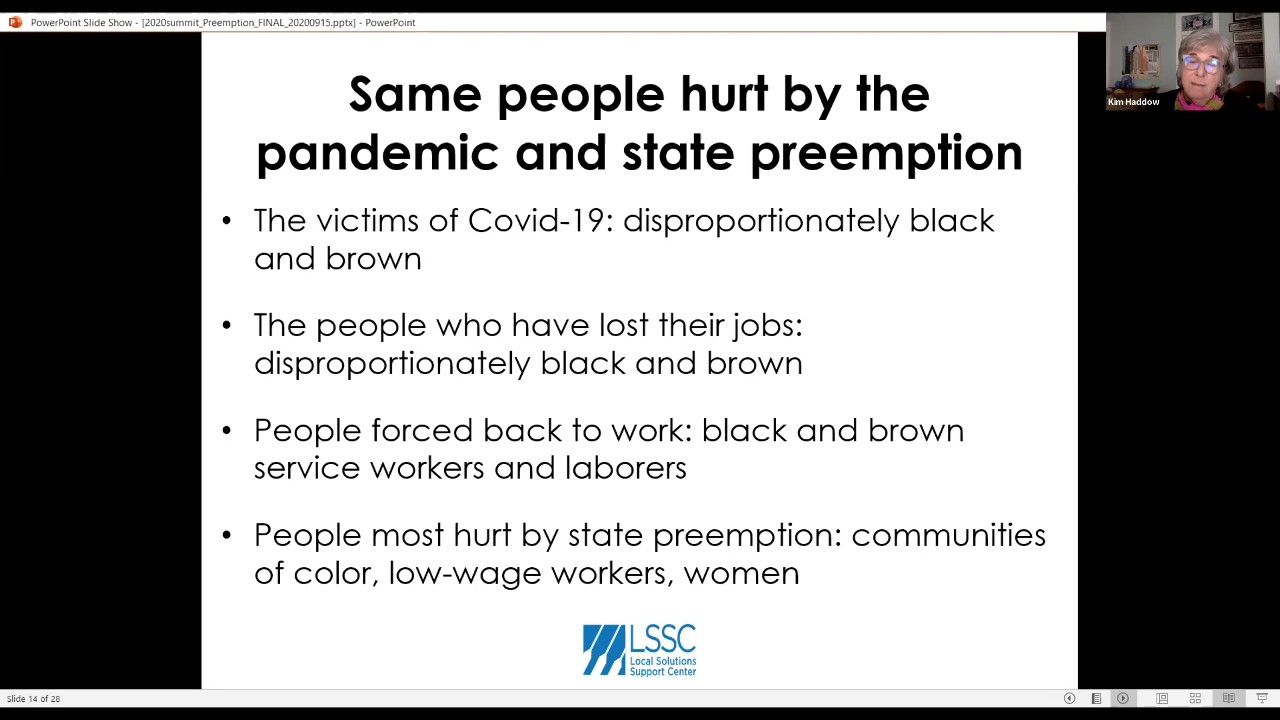 PowerPoint Slide Show - [2020summit_Preemption_FINAL_20200915.pptx] - PowerPoint
Kim Haddow
Same people hurt by the
pandemic and state preemption
• The victims of Covid-19: disproportionately black
and brown
• The people who have lost their jobs:
disproportionately black and brown
• People forced back to work: black and brown
service workers and laborers
• People most hurt by state preemption: communities
of color, low-wage workers, women
LSSC
Local Solutions
Support Center
Slide 14 of 28